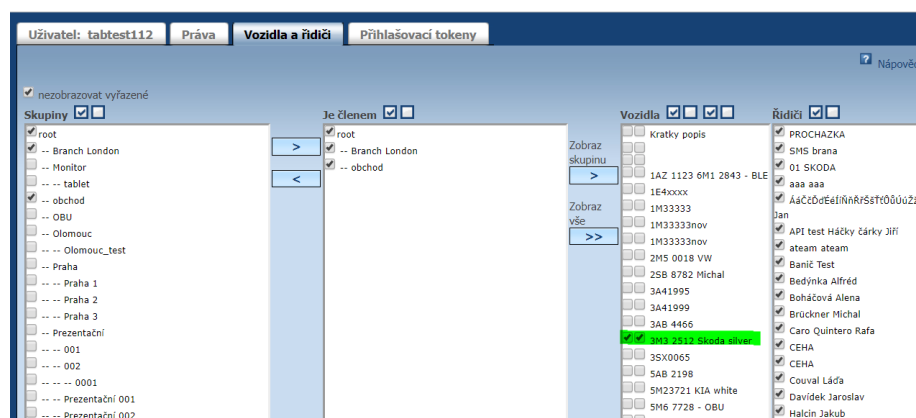 Uživatel: tabtest112 Práva Vozidla a řidiči Přihlašovací tokeny
? Nápověd
nezobrazovat vyřazené
Skupiny
root
-- Branch London
-- Monitor
-- -- tablet
-- obchod
-- OBU
-- Olomouc
-- -- Olomouc_test
-- Praha
-- -- Praha 1
-- -- Praha 2
-- -- Praha 3
-- Prezentační
-- -- 001
-- -- 002
-- -- -- 0001
-- -- Prezentační 001
-- -- Prezentační 002
>
<
Je členem
root
-- Branch London
-- obchod
Zobraz
skupinu
>
Zobraz
vše
>>
Vozidla
Kratky popis
1AZ 1123 6M1 2843 - BLE
1E4xxxx
1M33333
1M33333nov
1M33333nov
2M5 0018 VW
2SB 8782 Michal
3A41995
3A41999
3AB 4466
3M3 2512 Skoda silver
3SX0065
5AB 2198
5M23721 KIA white
5M6 7728 - OBU
Řidiči
PROCHAZKA
SMS brana
01 SKODA
aaa aaa
Jan
API test Háčky čárky Jiří
ateam ateam
Banič Test
Bedýnka Alfréd
Boháčová Alena
Brückner Michal
Caro Quintero Rafa
CEHA
CEHA
Couval Láďa
Davídek Jaroslav
Halcin Jakub